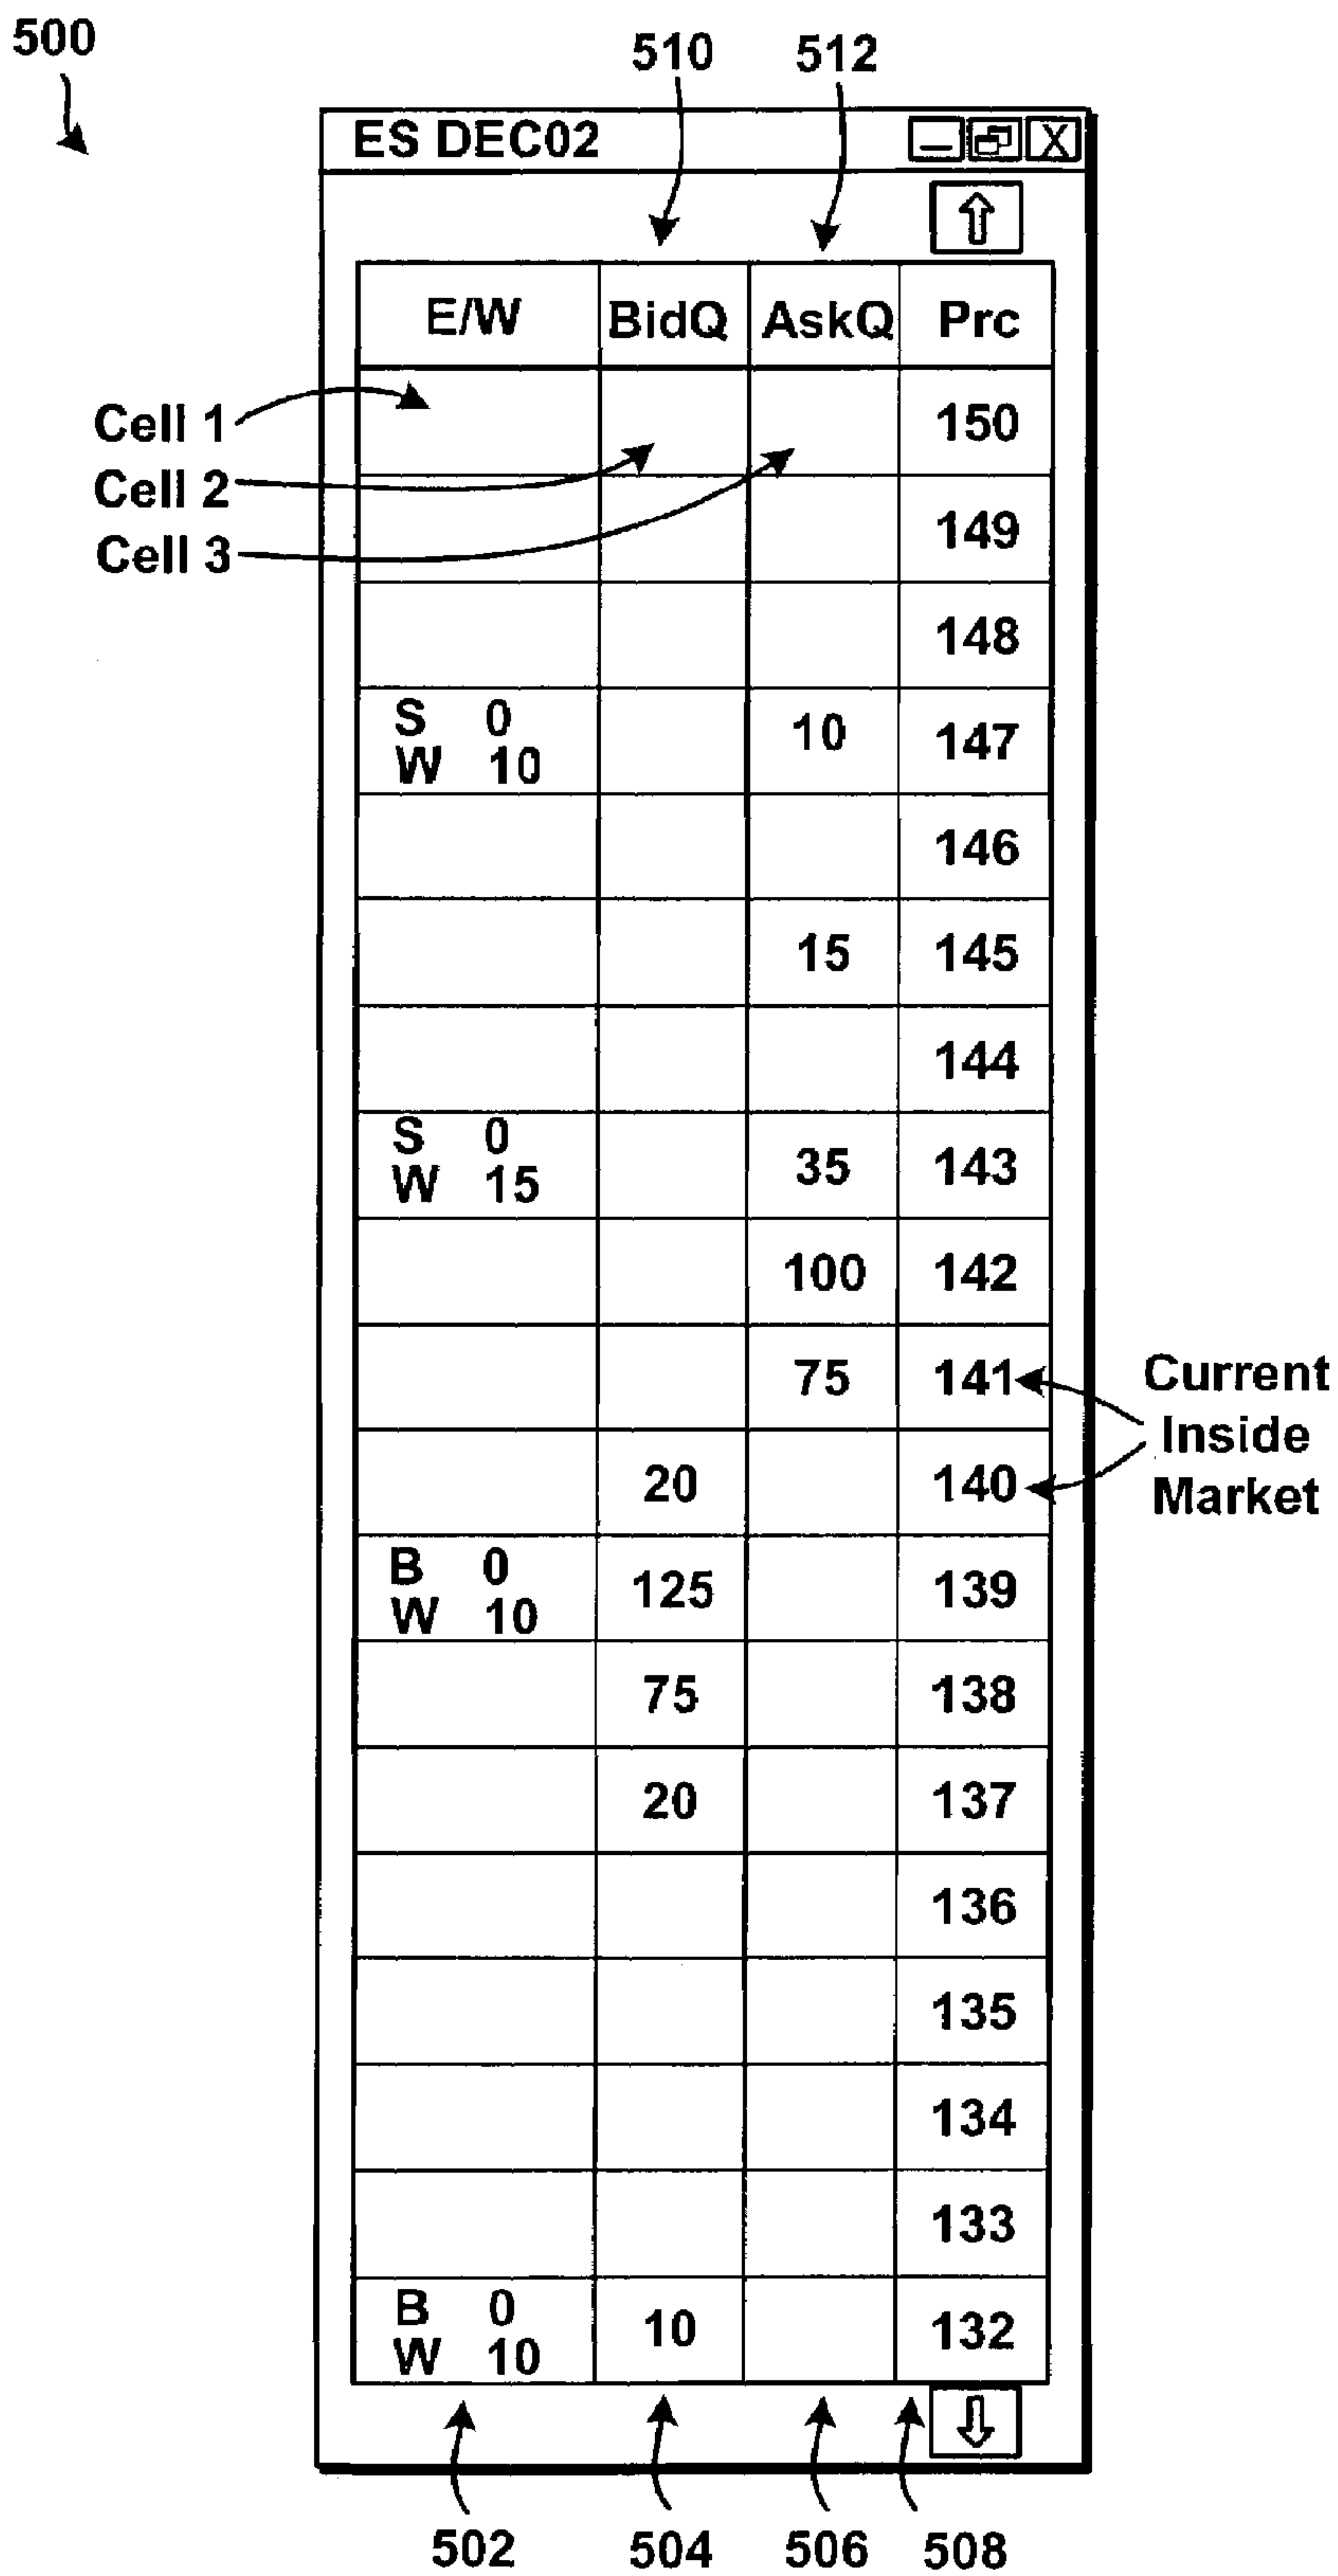 500
510 512
ES DEC02
E/W BidQ AskQ Prc
Cell 1
Cell 2
Cell 3
150
149
148
S 0
W 10
10 147
146
15 145
144
S 0
W 15
35 143
100 142
75 141
Current
Inside
Market
20 140
B 0
W 10
125 139
75 138
20 137
136
135
134
133
B 0
W 10
10 132
502 504 506 508